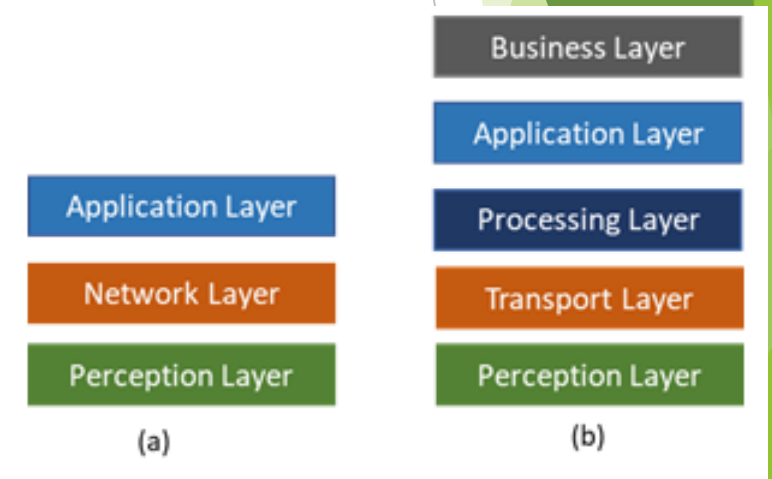 Application Layer
Network Layer
Perception Layer
(a)
Business Layer
Application Layer
Processing Layer
Transport Layer
Perception Layer
(b)